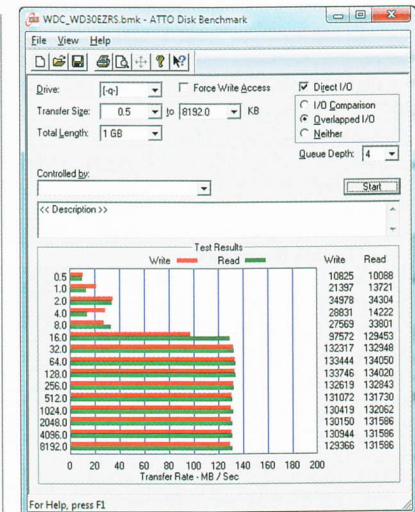 WDC_WD30EZRS.bmk - ATTO Disk Benchmark
File View Help
Drive: [-q-] Force Write Access Direct I/O
Transfer Size: 0.5 to 8192.0 KB I/O Comparison
Overlapped I/O
Total Length: 1 GB Neither
Queue Depth: 4
Controlled by:
Start
<< Description >>
Test Results
Write Read Write Read
0.5 10825 10088
1.0 21397 13721
2.0 34978 34304
4.0 28831 14222
8.0 27569 33801
16.0 97572 129453
32.0 132317 132948
64.0 133444 134050
128.0 133746 134020
256.0 132619 132843
512.0 131072 131730
1024.0 130419 132062
2048.0 130150 131586
4096.0 130944 131586
8192.0 129366 131586
0 20 40 60 80 100 120 140 160 180 200
Transfer Rate - MB / Sec
For Help, press F1